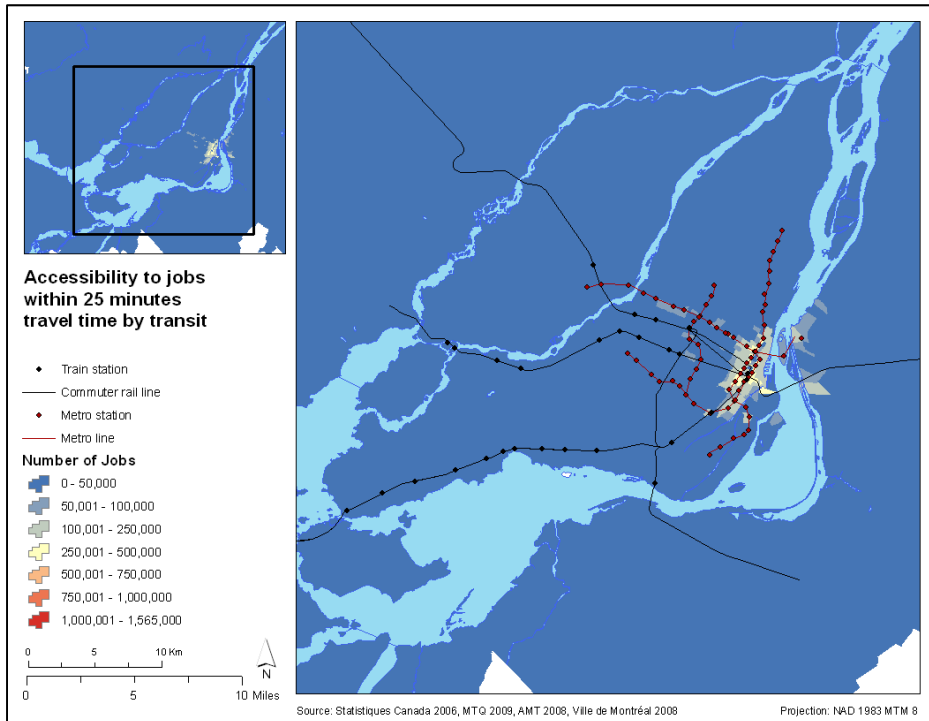 Accessibility to jobs
within 25 minutes
travel time by transit
Train station
Commuter rail line
Metro station
Metro line
Number of Jobs
0 - 50,000
50,001 - 100,000
100,001 - 250,000
250,001 - 500,000
500,001 - 750,000
750,001 - 1,000,000
1,000,001 - 1,565,000
0 5 10 Km
N
0 5 10 Miles
Source: Statistiques Canada 2006, MTQ 2009, AMT 2008, Ville de Montréal 2008
Projection: NAD 1983 MTM 8